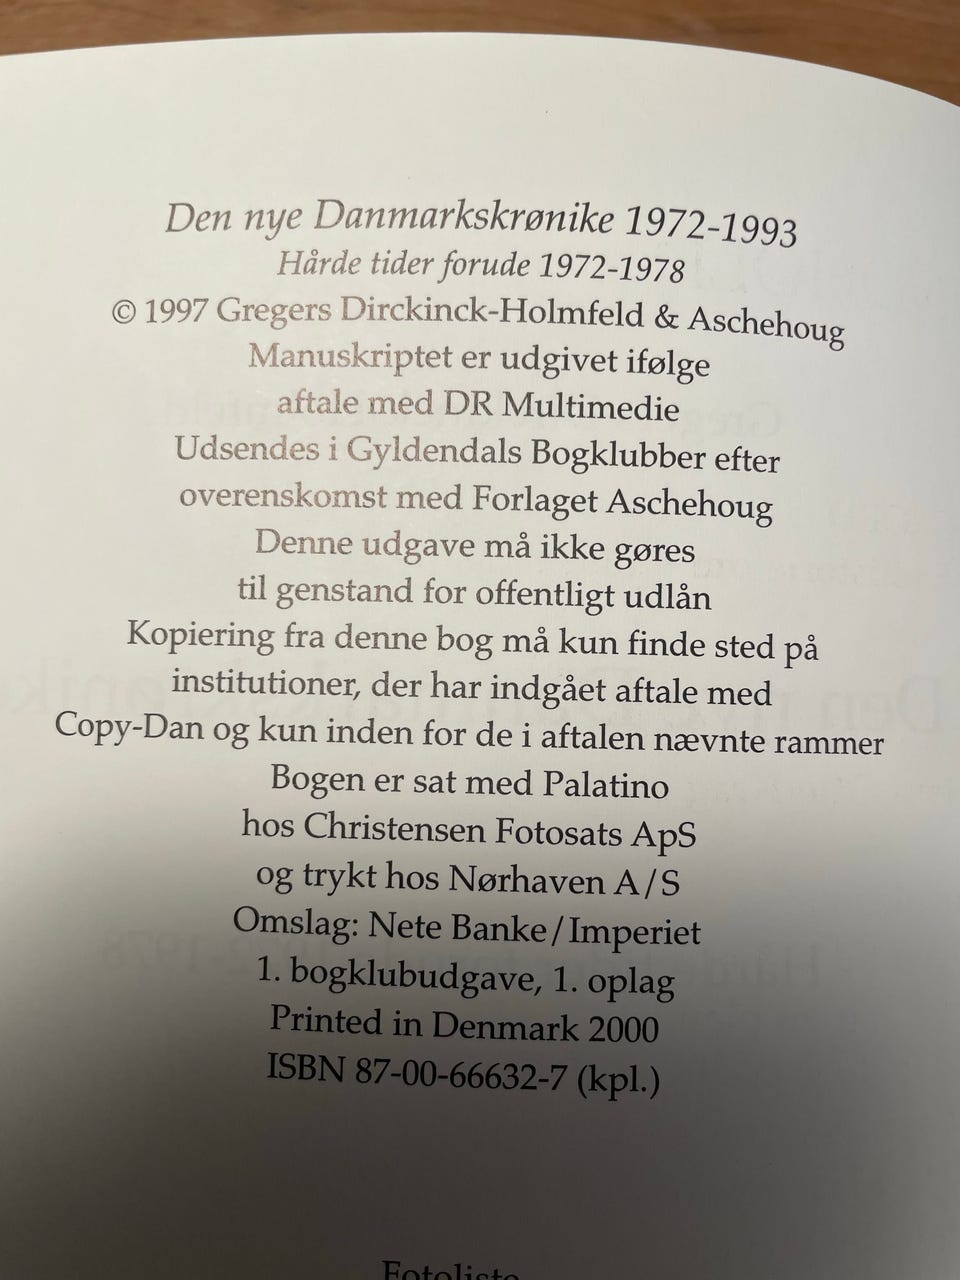 Den nye Danmarkskrønike 1972-1993
Hårde tider forude 1972-1978
© 1997 Gregers Dirckinck-Holmfeld & Aschehoug
Manuskriptet er udgivet ifølge
aftale med DR Multimedie
Udsendes i Gyldendals Bogklubber efter
overenskomst med Forlaget Aschehoug
Denne udgave må ikke gøres
til genstand for offentligt udlån
Kopiering fra denne bog må kun finde sted på
institutioner, der har indgået aftale med
Copy-Dan og kun inden for de i aftalen nævnte rammer
Bogen er sat med Palatino
hos Christensen Fotosats ApS
og trykt hos Nørhaven A/S
Omslag: Nete Banke/Imperiet
1. bogklubudgave, 1. oplag
Printed in Denmark 2000
ISBN 87-00-66632-7 (kpl.)
Fotoliste